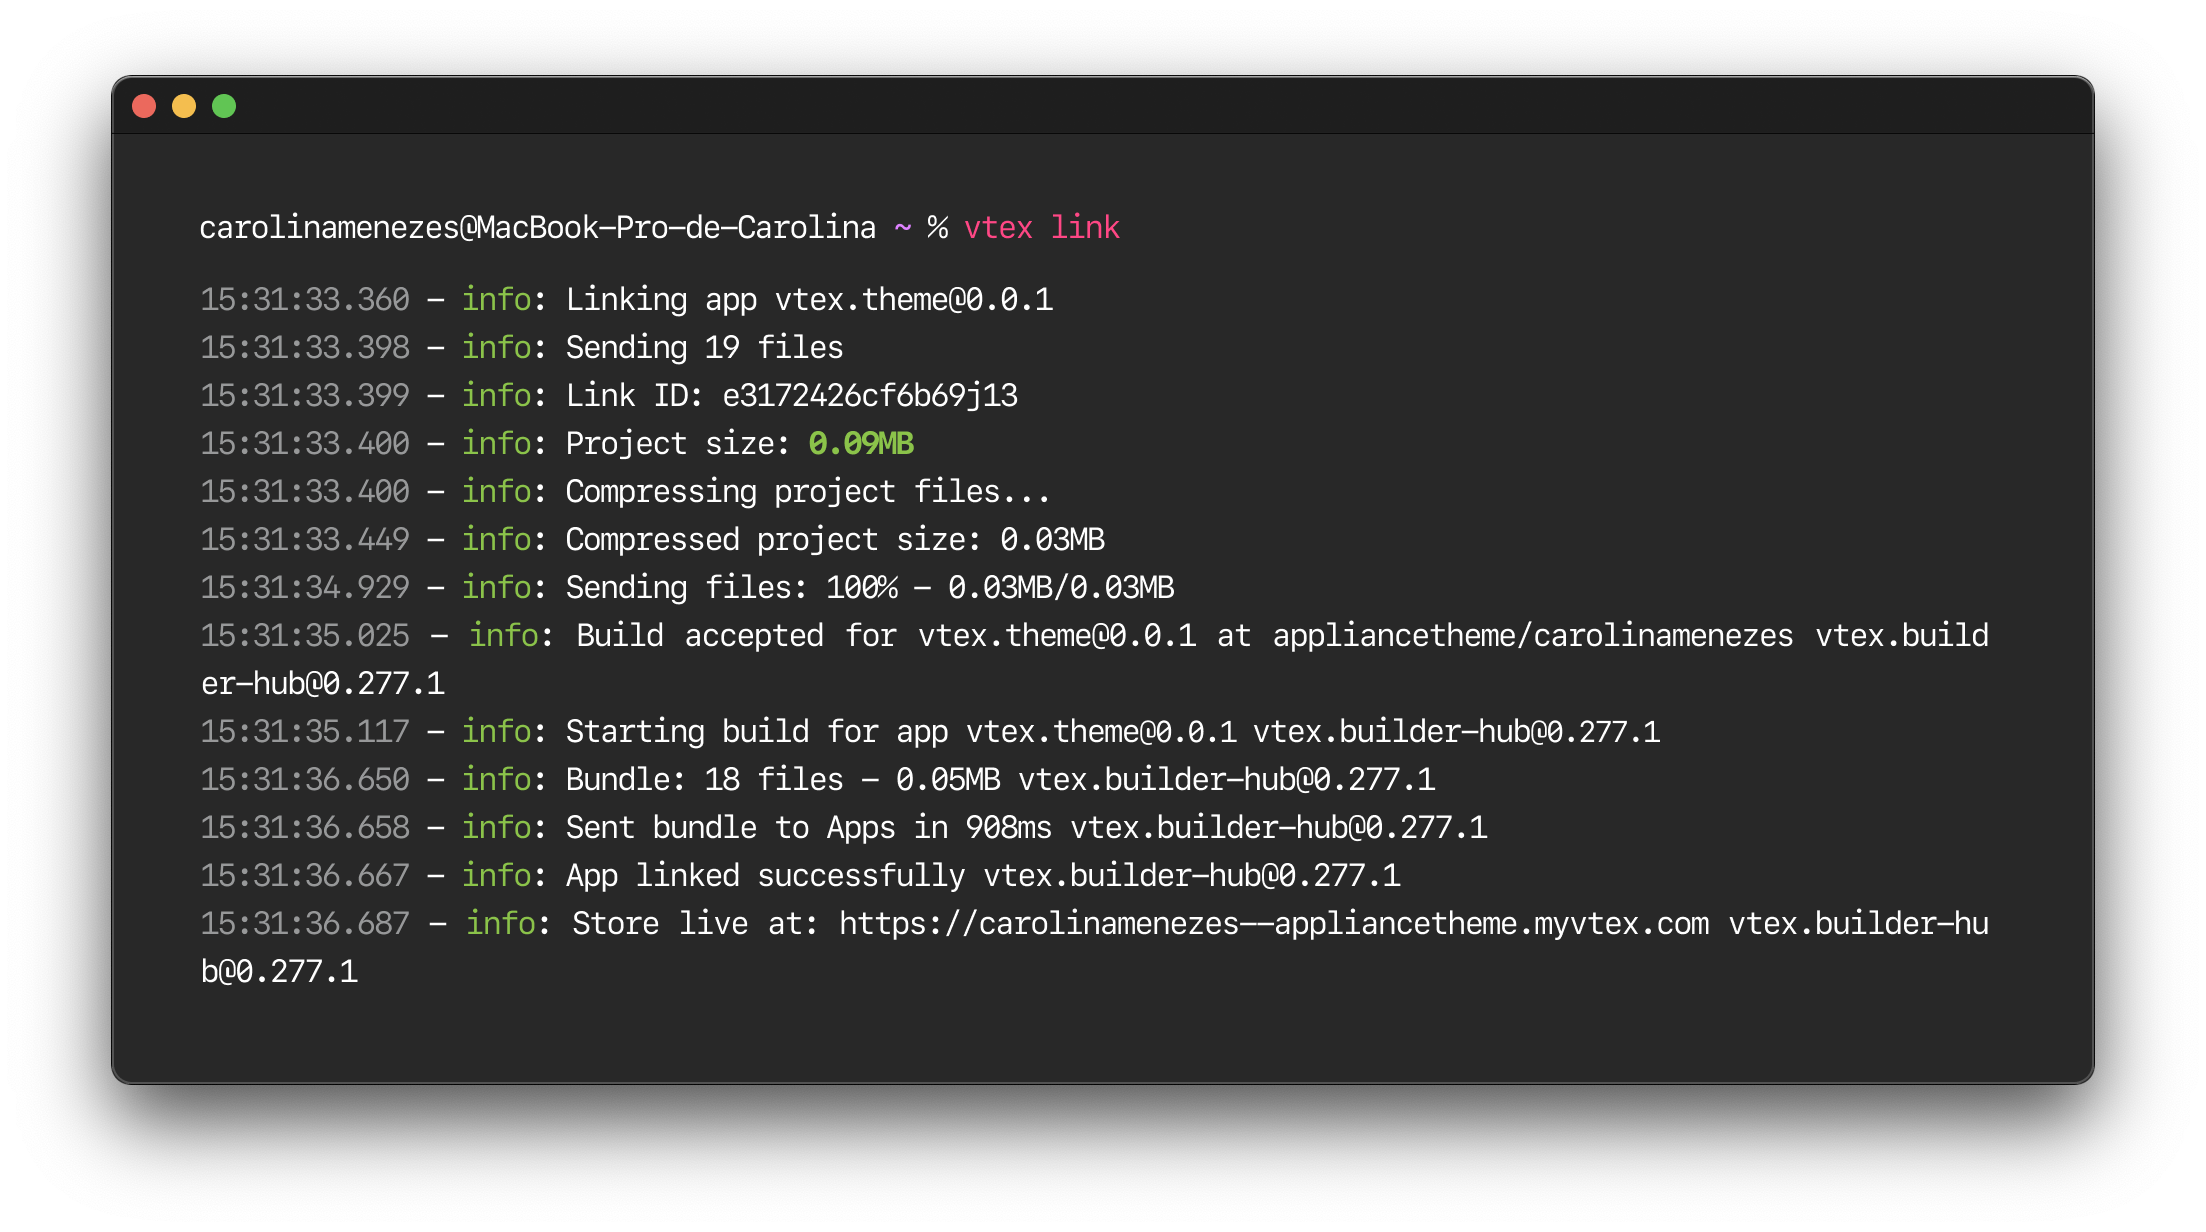 carolinamenezes@MacBook-Pro-de-Carolina ~ % vtex link
15:31:33.360 - info: Linking app vtex.theme@0.0.1
15:31:33.398 - info: Sending 19 files
15:31:33.399 - info: Link ID: e3172426cf6b69j13
15:31:33.400 - info: Project size: 0.09MB
15:31:33.400 - info: Compressing project files...
15:31:33.449 - info: Compressed project size: 0.03MB
15:31:34.929 - info: Sending files: 100% - 0.03MB/0.03MB
15:31:35.025 - info: Build accepted for vtex.theme@0.0.1 at appliancetheme/carolinamenezes vtex.build
er-hub@0.277.1
15:31:35.117 - info: Starting build for app vtex.theme@0.0.1 vtex.builder-hub@0.277.1
15:31:36.650 - info: Bundle: 18 files - 0.05MB vtex.builder-hub@0.277.1
15:31:36.658 - info: Sent bundle to Apps in 908ms vtex.builder-hub@0.277.1
15:31:36.667 - info: App linked successfully vtex.builder-hub@0.277.1
15:31:36.687 - info: Store live at: https://carolinamenezes--appliancetheme.myvtex.com vtex.builder-hu
b@0.277.1